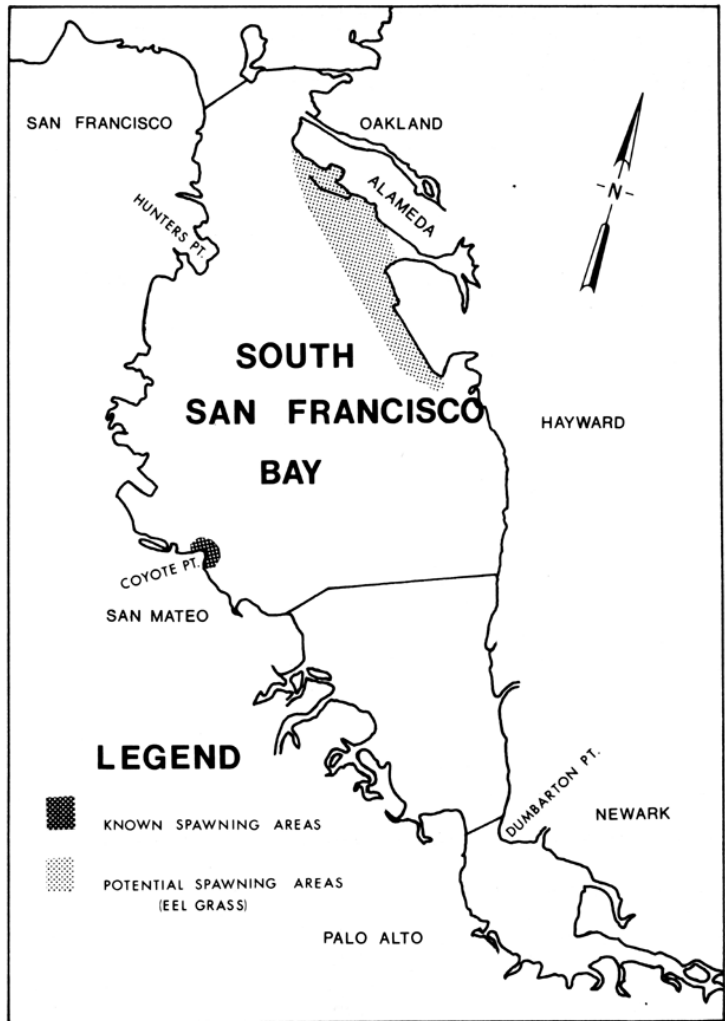 SAN FRANCISCO
OAKLAND
ALAMEDA
-N-
HUNTERS PT.
SOUTH
SAN FRANCISCO
BAY
HAYWARD
COYOTE PT.
SAN MATEO
LEGEND
KNOWN SPAWNING AREAS
POTENTIAL SPAWNING AREAS
(EEL GRASS)
DUMBARTON PT.
NEWARK
PALO ALTO